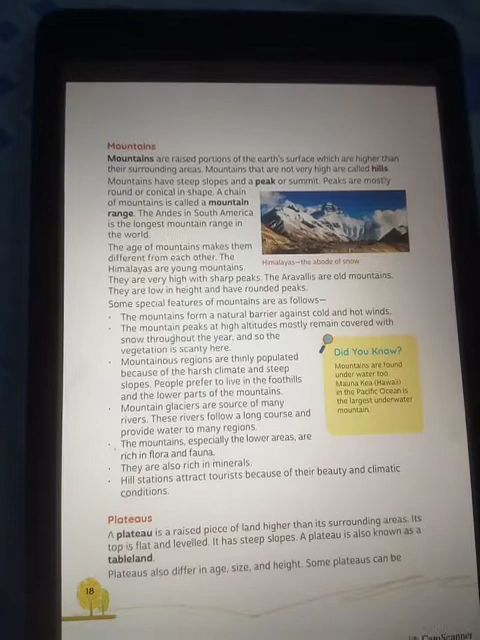 Mountains
Mountains are raised portions of the earth's surface which are higher than
their surrounding areas. Mountains that are not very high are called hills.
Mountains have steep slopes and a peak or summit. Peaks are mostly
round or conical in shape. A chain
of mountains is called a mountain
range. The Andes in South America
is the longest mountain range in
the world.
The age of mountains makes them
different from each other. The
Himalayas are young mountains.
Himalayas—the abode of snow
They are very high with sharp peaks. The Aravallis are old mountains.
They are low in height and have rounded peaks.
Some special features of mountains are as follows—
· The mountains form a natural barrier against cold and hot winds.
· The mountain peaks at high altitudes mostly remain covered with
snow throughout the year, and so the
vegetation is scanty here.
· Mountainous regions are thinly populated
because of the harsh climate and steep
slopes. People prefer to live in the foothills
and the lower parts of the mountains.
· Mountain glaciers are source of many
rivers. These rivers follow a long course and
provide water to many regions.
· The mountains, especially the lower areas, are
rich in flora and fauna.
· They are also rich in minerals.
· Hill stations attract tourists because of their beauty and climatic
conditions.
Did You Know?
Mountains are found
under water too.
Mauna Kea (Hawaii)
in the Pacific Ocean is
the largest underwater
mountain.
Plateaus
A plateau is a raised piece of land higher than its surrounding areas. Its
top is flat and levelled. It has steep slopes. A plateau is also known as a
tableland.
Plateaus also differ in age, size, and height. Some plateaus can be
18
CamScanner